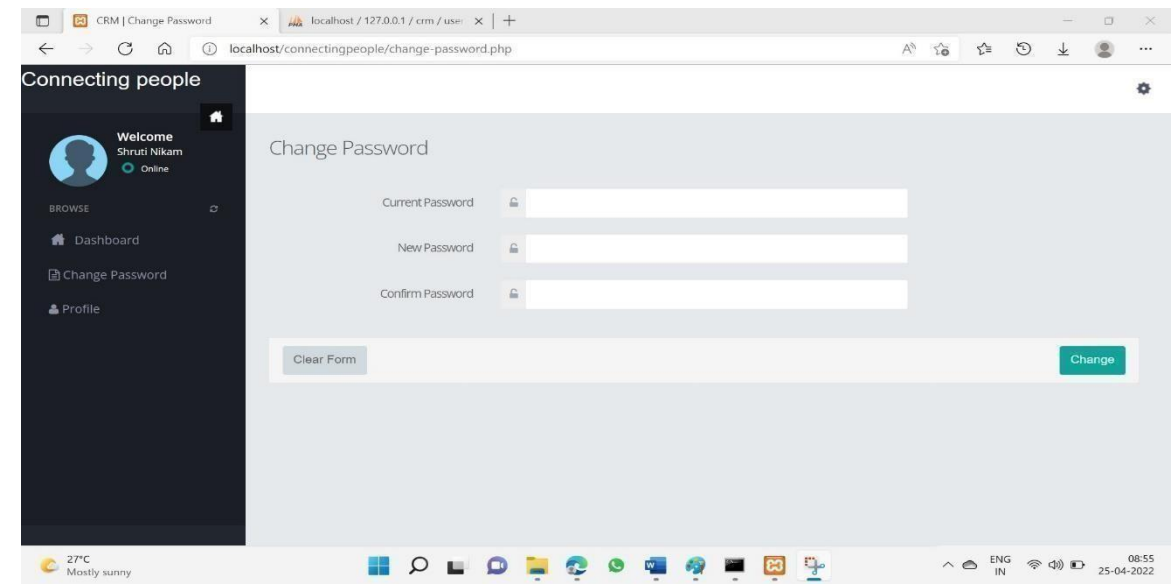 CRM | Change Password
localhost / 127.0.0.1 / crm / use
localhost/connectingpeople/change-password.php
Connecting people
Welcome
Shruti Nikam
Online
BROWSE
Dashboard
Change Password
Profile
Change Password
Current Password
New Password
Confirm Password
Clear Form
Change
27°C
Mostly sunny
ENG
IN
08:55
25-04-2022